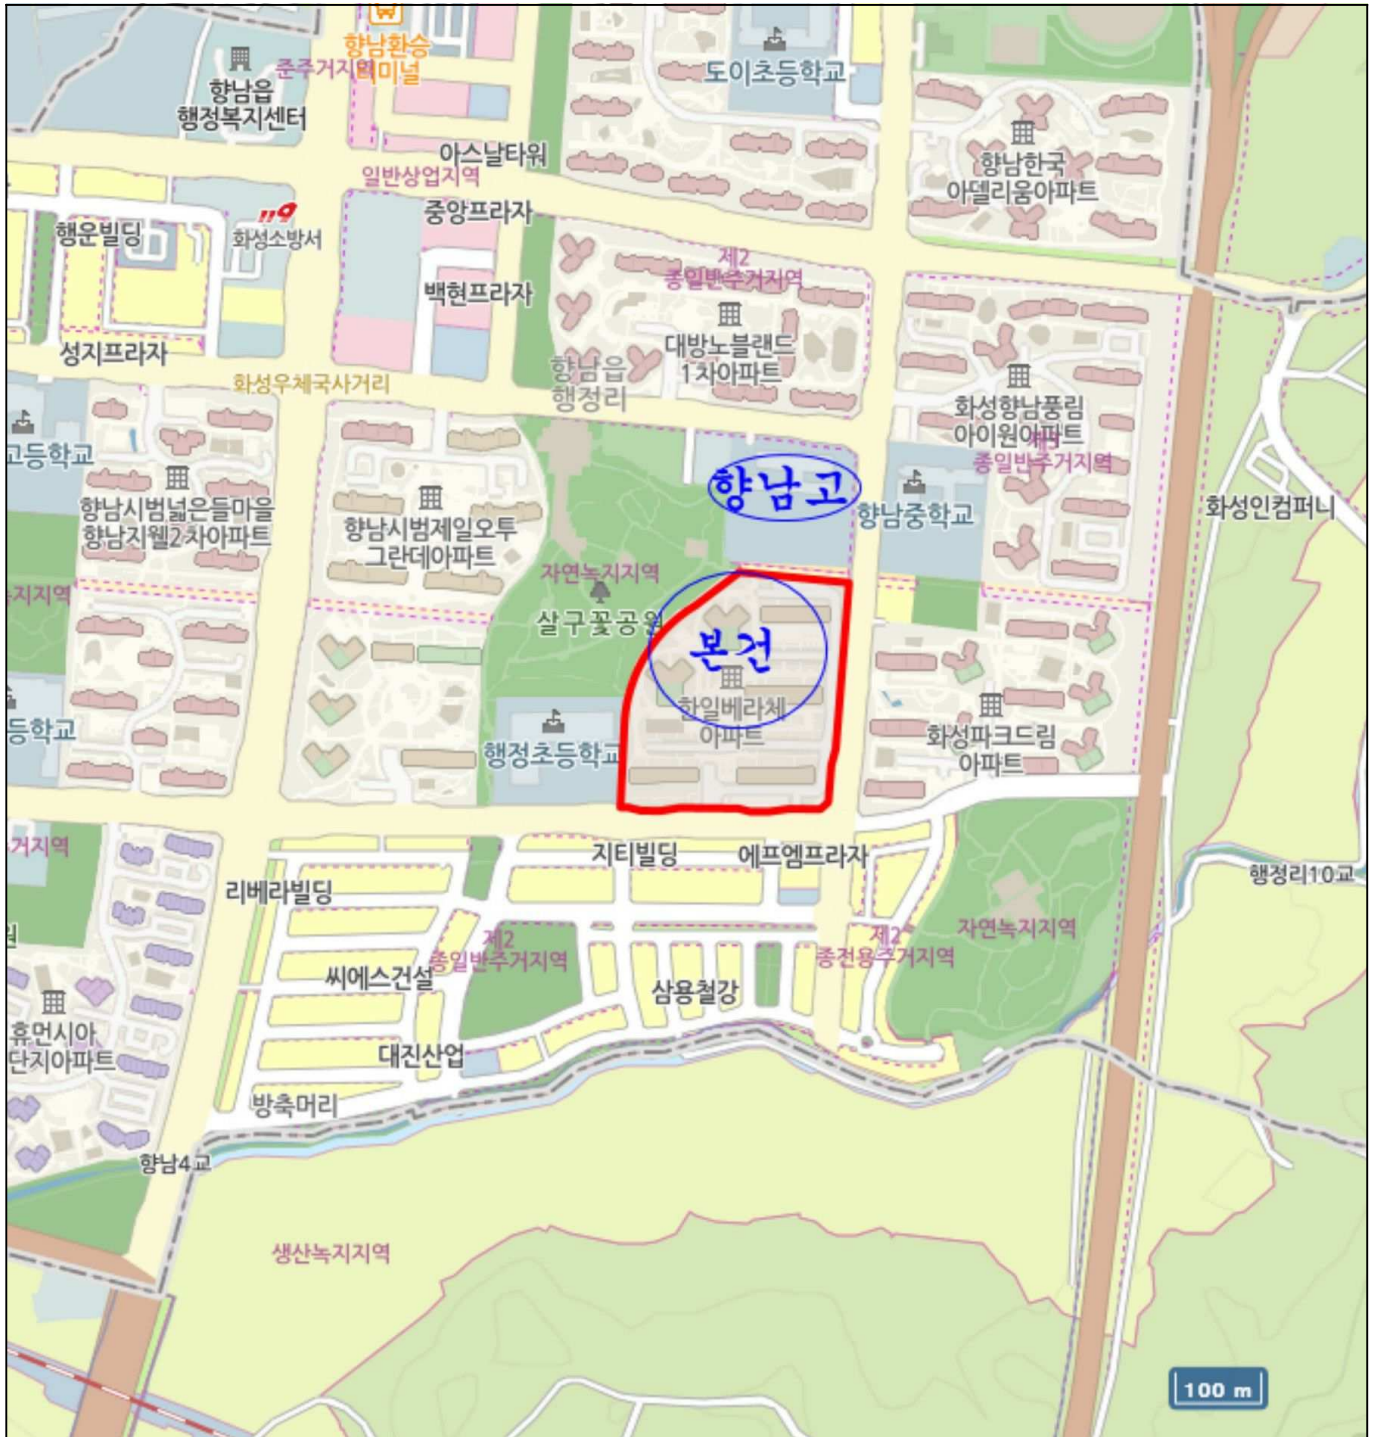 향남환승
터미널
준주거지역
향남읍
행정복지센터
도이초등학교
아스날타워
일반상업지역
향남한국
아델리움아파트
행운빌딩
119
화성소방서
중앙프라자
백현프라자
제2
종일반주거지역
대방노블랜드
1차아파트
성지프라자
화성우체국사거리
향남읍
행정리
화성향남풍림
아이원아파트
종일반주거지역
고등학교
향남시범넓은들마을
향남지웰2차아파트
향남시범제일오투
그란데아파트
향남고
향남중학교
화성인컴퍼니
자연녹지지역
살구꽃공원
본건
한일베라체
아파트
녹지지역
등학교
행정초등학교
화성파크드림
아파트
거지역
지티빌딩
에프엠프라자
리베라빌딩
행정리10교
제2
종일반주거지역
제2
종전용주거지역
자연녹지지역
씨에스건설
삼용철강
휴먼시아
단지아파트
대진산업
방축머리
향남4교
생산녹지지역
100 m